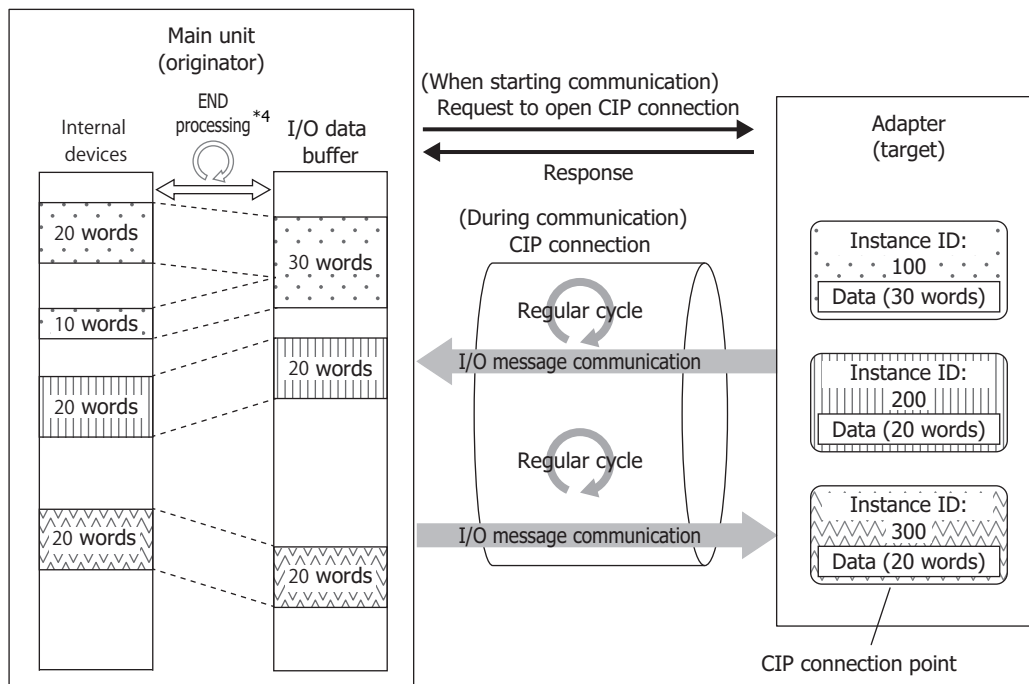 Main unit
(originator)
END
processing*4
Internal
devices
I/O data
buffer
20 words
10 words
20 words
20 words
30 words
20 words
20 words
(When starting communication)
Request to open CIP connection
Response
(During communication)
CIP connection
Regular cycle
I/O message communication
Regular cycle
I/O message communication
Adapter
(target)
Instance ID:
100
Data (30 words)
Instance ID:
200
Data (20 words)
Instance ID:
300
Data (20 words)
CIP connection point